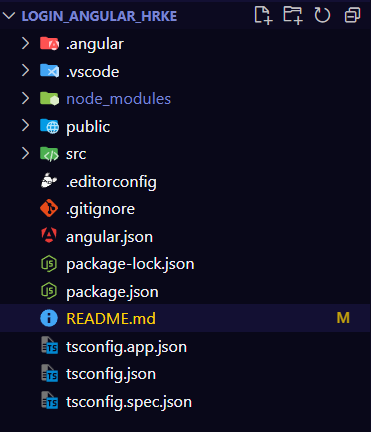 LOGIN_ANGULAR_HRKE
.angular
.vscode
node_modules
public
src
.editorconfig
.gitignore
angular.json
package-lock.json
package.json
README.md M
tsconfig.app.json
tsconfig.json
tsconfig.spec.json